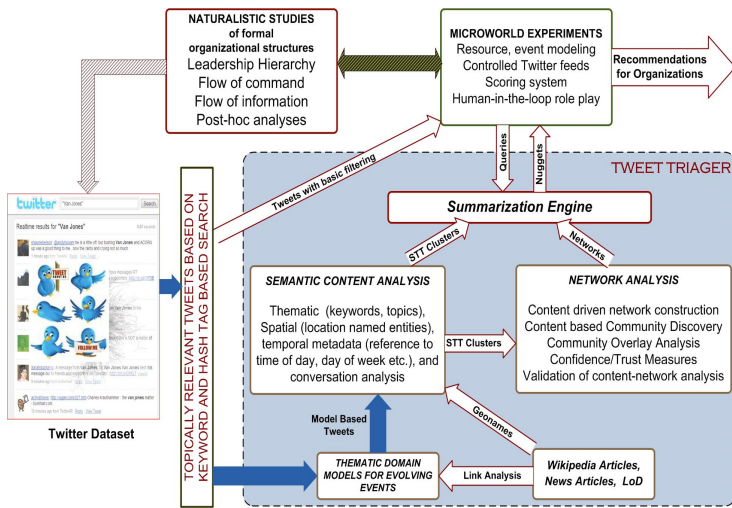 NATURALISTIC STUDIES
of formal
organizational structures
Leadership Hierarchy
Flow of command
Flow of information
Post-hoc analyses
MICROWORLD EXPERIMENTS
Resource, event modeling
Controlled Twitter feeds
Scoring system
Human-in-the-loop role play
Recommendations
for Organizations
Tweets with basic filtering
Queries
Nuggets
TWEET TRIAGER
Summarization Engine
STT Clusters
Networks
twitter
"Van Jones"
Search
Realtime results for "Van Jones"
TWEET
FOLLOW ME
Twitter Dataset
TOPICALLY RELEVANT TWEETS BASED ON
KEYWORD AND HASH TAG BASED SEARCH
SEMANTIC CONTENT ANALYSIS
Thematic (keywords, topics),
Spatial (location named entities),
temporal metadata (reference to
time of day, day of week etc.), and
conversation analysis
STT Clusters
NETWORK ANALYSIS
Content driven network construction
Content based Community Discovery
Community Overlay Analysis
Confidence/Trust Measures
Validation of content-network analysis
Model Based
Tweets
Geonames
THEMATIC DOMAIN
MODELS FOR EVOLVING
EVENTS
Link Analysis
Wikipedia Articles,
News Articles, LoD